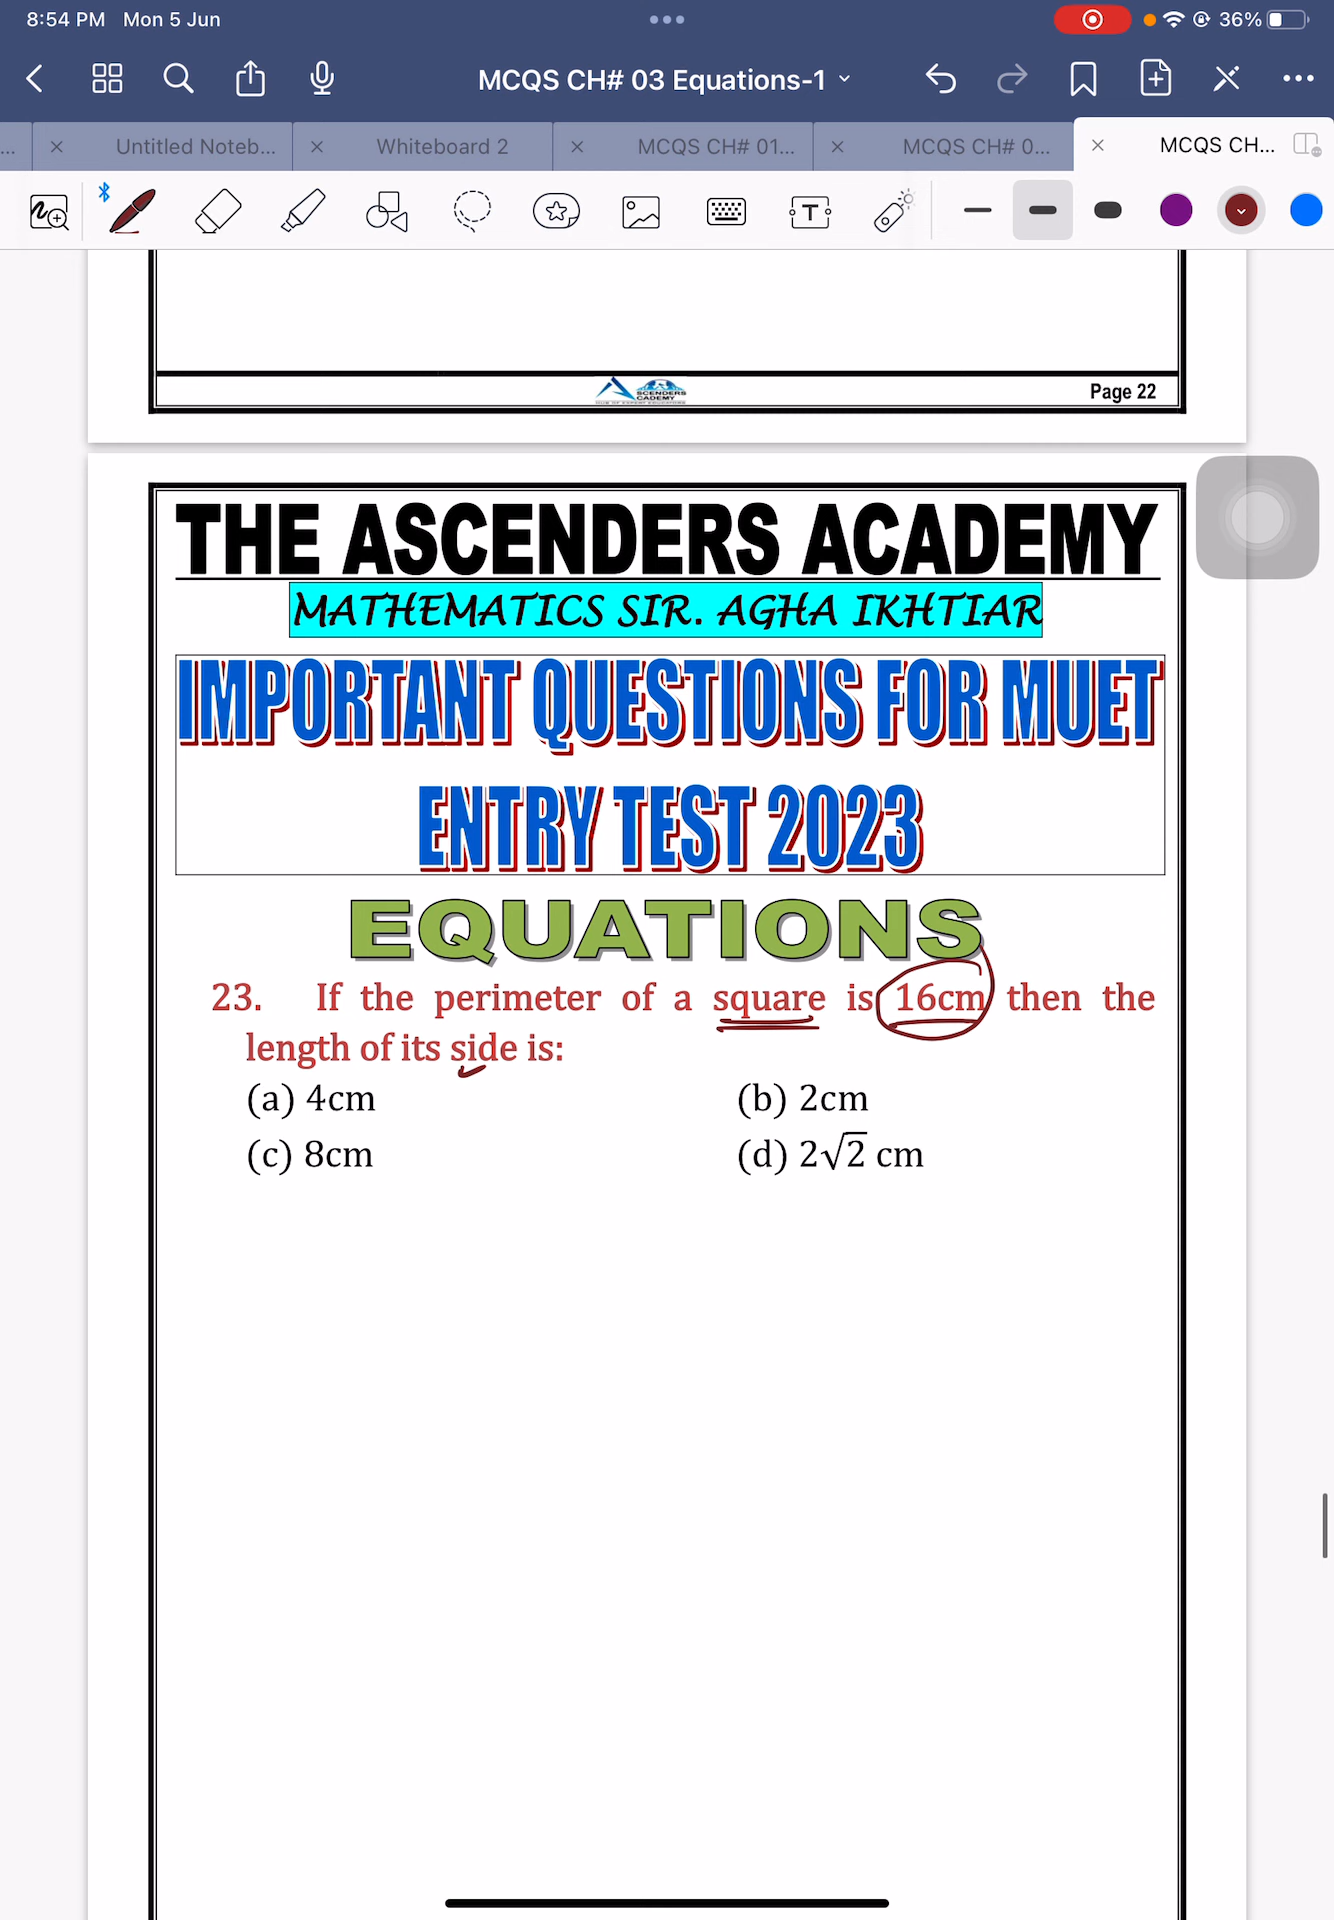 8:54 PM Mon 5 Jun
36%
MCQS CH# 03 Equations-1
...
Untitled Noteb...
Whiteboard 2
MCQS CH# 01...
MCQS CH# 0...
MCQS CH...
T
SCENDERS
CADEMY
Page 22
THE ASCENDERS ACADEMY
MATHEMATICS SIR. AGHA IKHTIAR
IMPORTANT QUESTIONS FOR MUET
ENTRY TEST 2023
EQUATIONS
23. If the perimeter of a square is 16cm then the
length of its side is:
(a) 4cm (b) 2cm
(c) 8cm (d) 2√2 cm